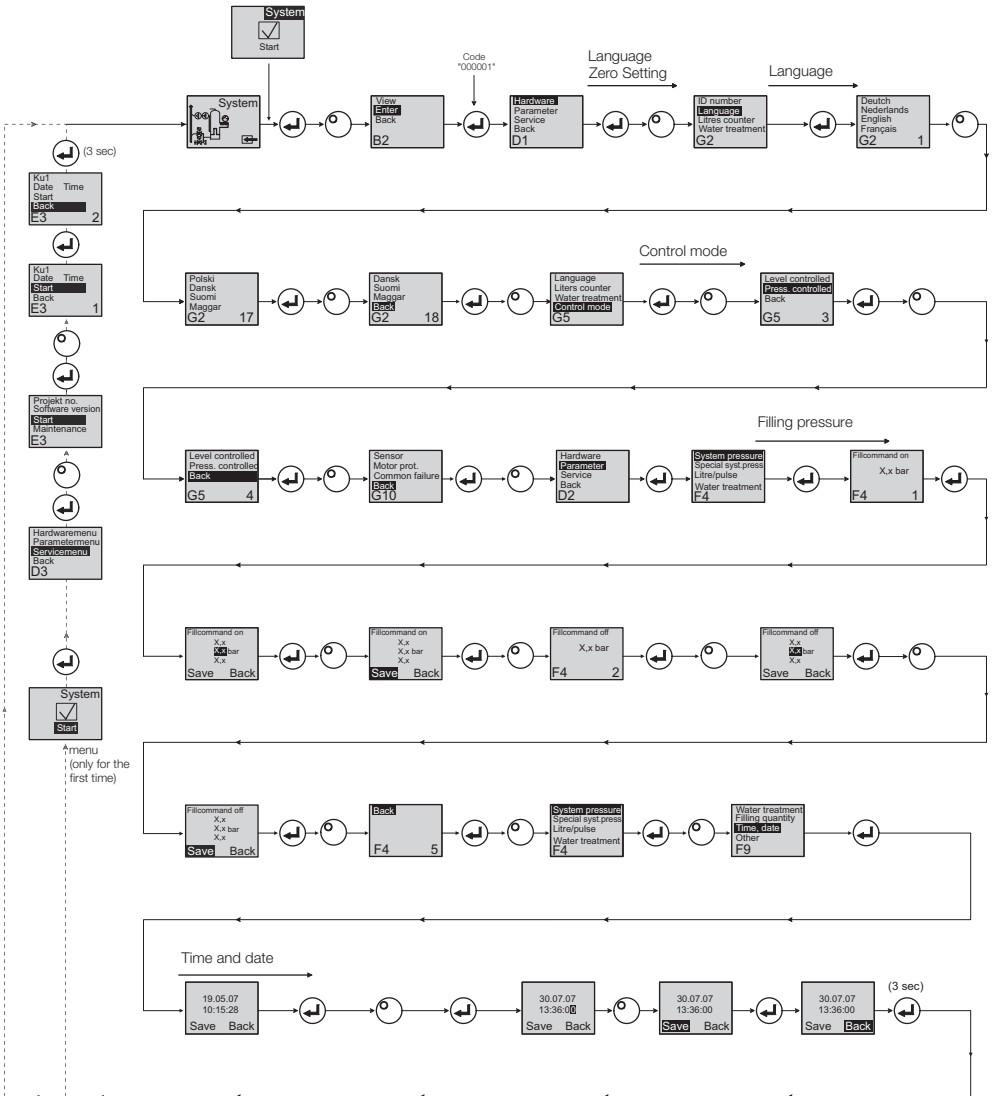 System
Start
Code
"000001"
Language
Zero Setting
Language
System
View
Enter
Back
B2
Hardware
Parameter
Service
Back
D1
ID number
Language
Litres counter
Water treatment
G2
Deutch
Nederlands
English
Français
G2 1
(3 sec)
Ku1
Date Time
Start
Back
E3 2
Ku1
Date Time
Start
Back
E3 1
Projekt no.
Software version
Start
Maintenance
E3
Hardwaremenu
Parametermenu
Servicemenu
Back
D3
System
Start
menu
(only for the
first time)
Control mode
Polski
Dansk
Suomi
Maggar
G2 17
Dansk
Suomi
Maggar
Back
G2 18
Language
Liters counter
Water treatment
Control mode
G5
Level controlled
Press. controlled
Back
G5 3
Filling pressure
Level controlled
Press. controlled
Back
G5 4
Sensor
Motor prot.
Common failure
Back
G10
Hardware
Parameter
Service
Back
D2
System pressure
Special syst.press
Litre/pulse
Water treatment
F4
Fillcommand on
X,x bar
F4 1
Fillcommand on
X,x
X,x bar
X,x
Save Back
Fillcommand on
X,x
X,x bar
X,x
Save Back
Fillcommand off
X,x bar
F4 2
Fillcommand off
X,x
X,x bar
X,x
Save Back
Fillcommand off
X,x
X,x bar
X,x
Save Back
Back
F4 5
System pressure
Special syst.press
Litre/pulse
Water treatment
F4
Water treatment
Filling quantity
Time, date
Other
F9
Time and date
19.05.07
10:15:28
Save Back
30.07.07
13:36:00
Save Back
30.07.07
13:36:00
Save Back
30.07.07
13:36:00
Save Back
(3 sec)